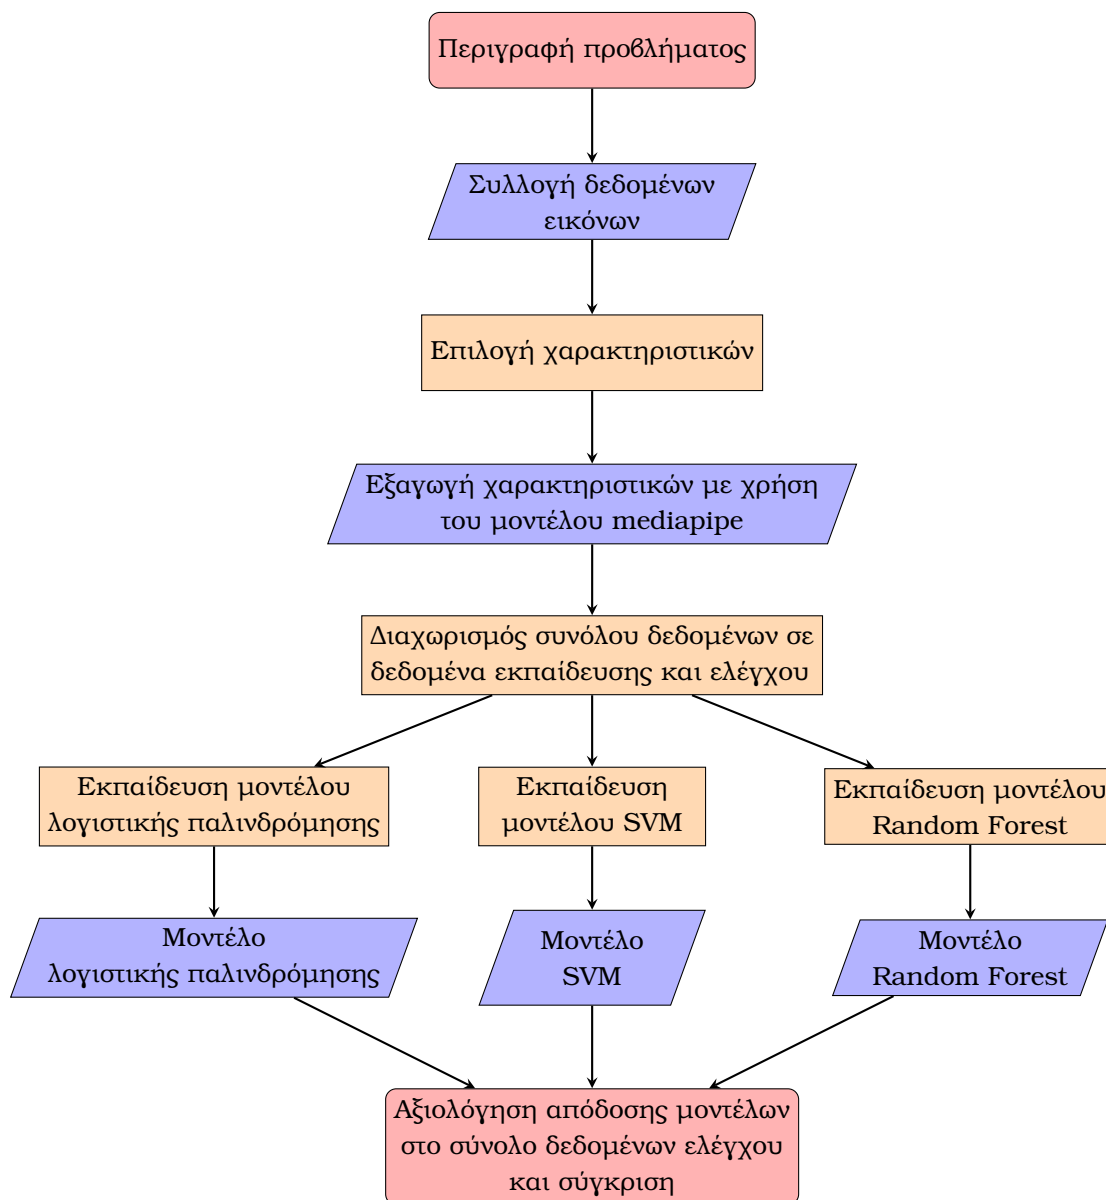 Περιγραφή προβλήματος
Συλλογή δεδομένων
εικόνων
Επιλογή χαρακτηριστικών
Εξαγωγή χαρακτηριστικών με χρήση
του μοντέλου mediapipe
Διαχωρισμός συνόλου δεδομένων σε
δεδομένα εκπαίδευσης και ελέγχου
Εκπαίδευση μοντέλου
λογιστικής παλινδρόμησης
Εκπαίδευση
μοντέλου SVM
Εκπαίδευση μοντέλου
Random Forest
Μοντέλο
λογιστικής παλινδρόμησης
Μοντέλο
SVM
Μοντέλο
Random Forest
Αξιολόγηση απόδοσης μοντέλων
στο σύνολο δεδομένων ελέγχου
και σύγκριση